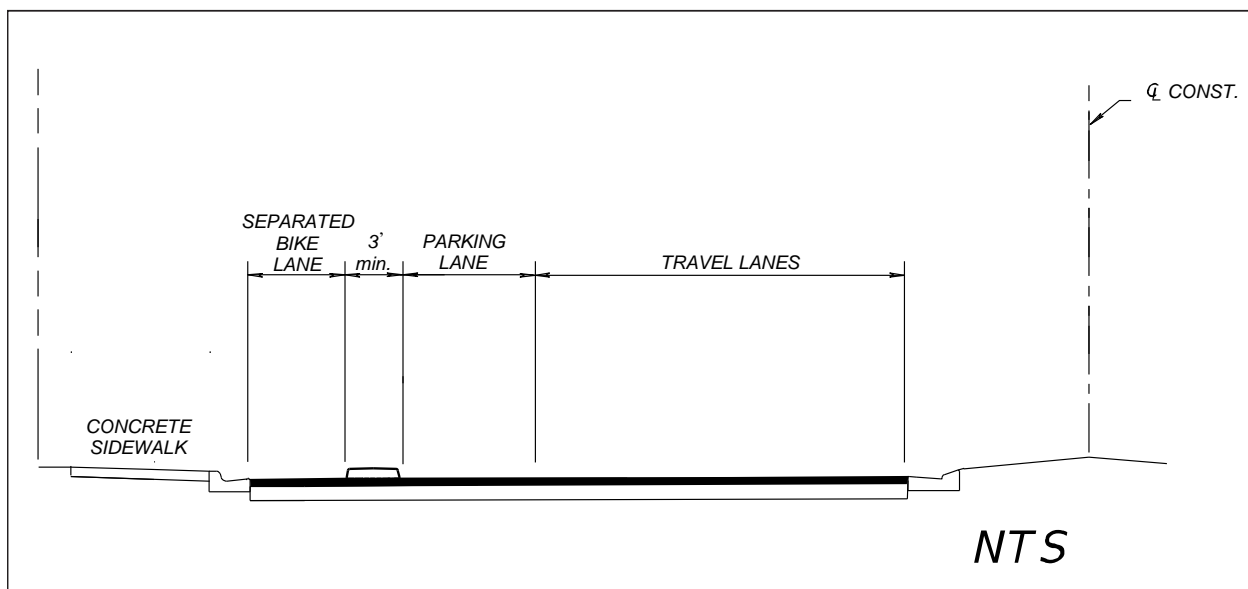 ℄ CONST.
SEPARATED
BIKE
LANE
3'
min.
PARKING
LANE
TRAVEL LANES
CONCRETE
SIDEWALK
NTS